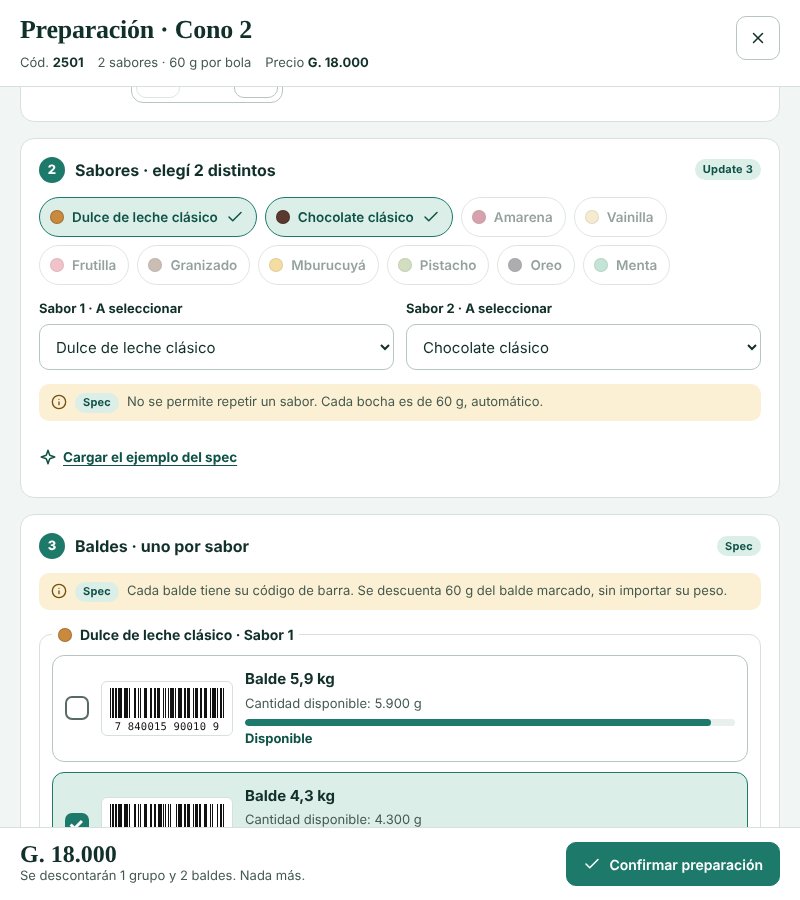 Preparación · Cono 2
Cód. 2501 2 sabores · 60 g por bola Precio G. 18.000
2 Sabores · elegí 2 distintos Update 3
Dulce de leche clásico Chocolate clásico Amarena Vainilla
Frutilla Granizado Mburucuyá Pistacho Oreo Menta
Sabor 1 · A seleccionar Sabor 2 · A seleccionar
Dulce de leche clásico Chocolate clásico
Spec No se permite repetir un sabor. Cada bocha es de 60 g, automático.
Cargar el ejemplo del spec
3 Baldes · uno por sabor Spec
Spec Cada balde tiene su código de barra. Se descuenta 60 g del balde marcado, sin importar su peso.
Dulce de leche clásico · Sabor 1
Balde 5,9 kg
Cantidad disponible: 5.900 g
7 840015 90010 9
Disponible
Balde 4,3 kg
Cantidad disponible: 4.300 g
G. 18.000
Se descontarán 1 grupo y 2 baldes. Nada más.
Confirmar preparación